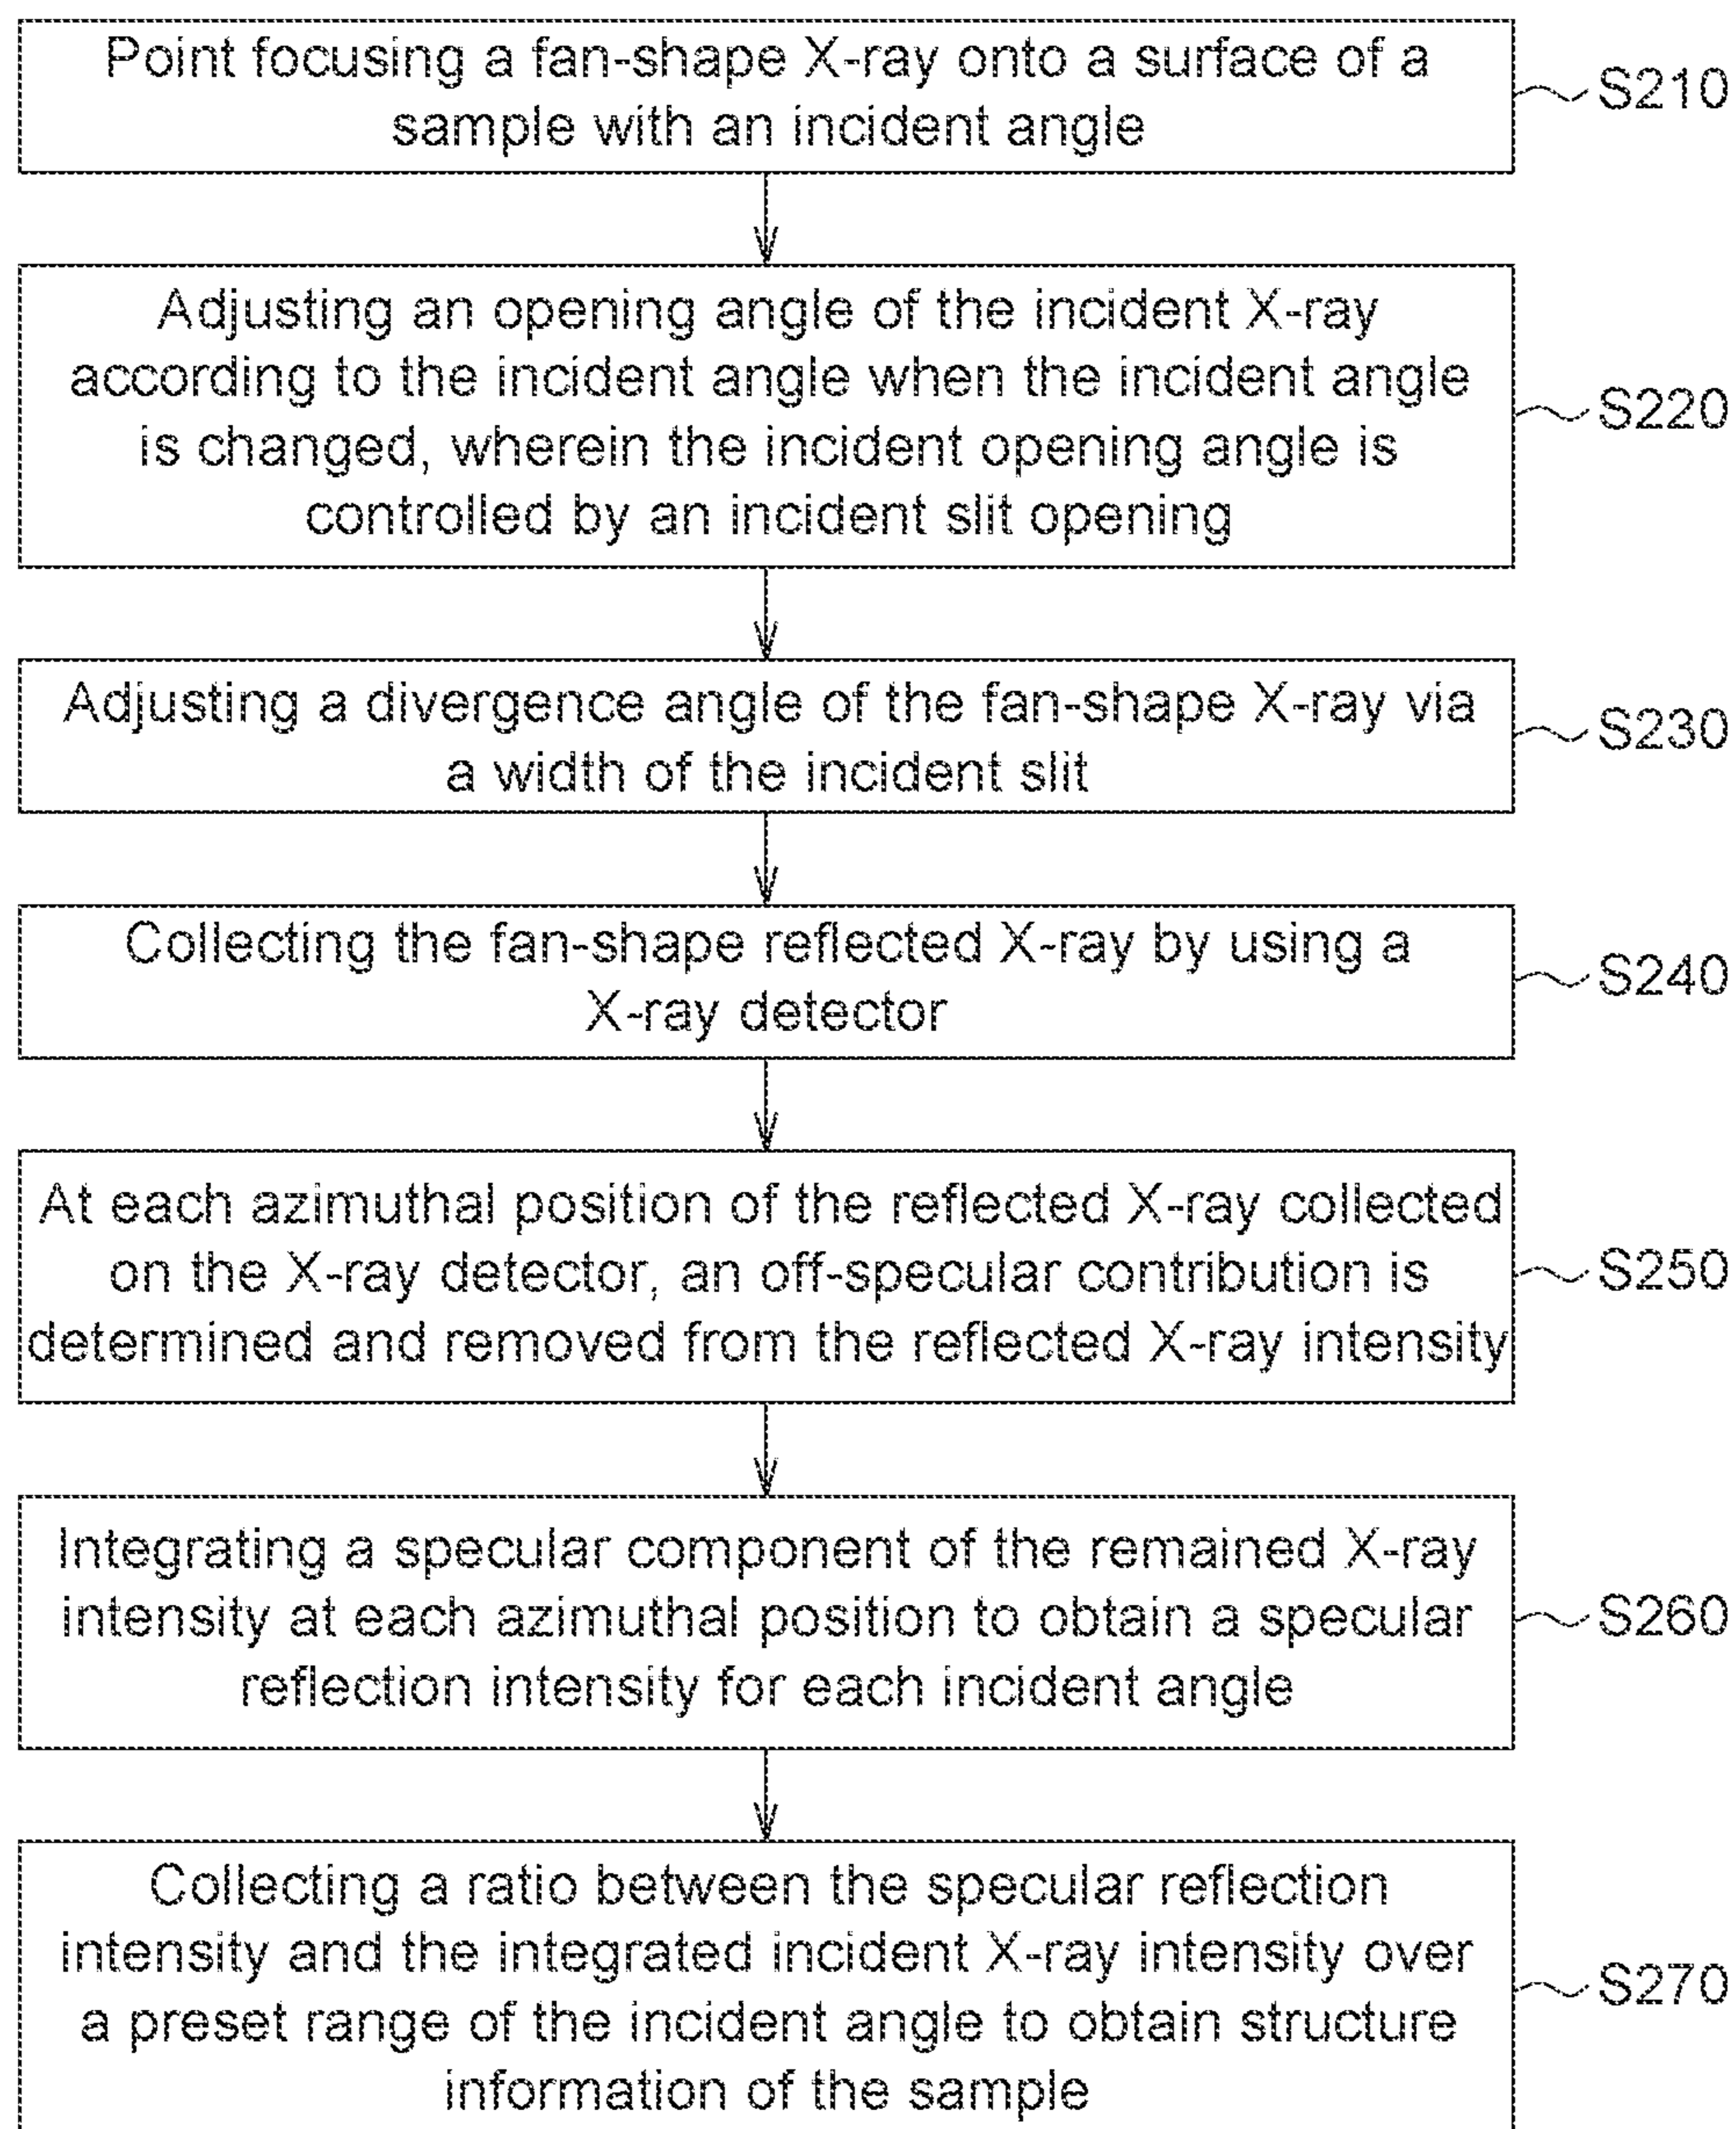 Point focusing a fan-shape X-ray onto a surface of a
sample with an incident angle
S210
Adjusting an opening angle of the incident X-ray
according to the incident angle when the incident angle
is changed, wherein the incident opening angle is
controlled by an incident slit opening
S220
Adjusting a divergence angle of the fan-shape X-ray via
a width of the incident slit
S230
Collecting the fan-shape reflected X-ray by using a
X-ray detector
S240
At each azimuthal position of the reflected X-ray collected
on the X-ray detector, an off-specular contribution is
determined and removed from the reflected X-ray intensity
S250
Integrating a specular component of the remained X-ray
intensity at each azimuthal position to obtain a specular
reflection intensity for each incident angle
S260
Collecting a ratio between the specular reflection
intensity and the integrated incident X-ray intensity over
a preset range of the incident angle to obtain structure
information of the sample
S270